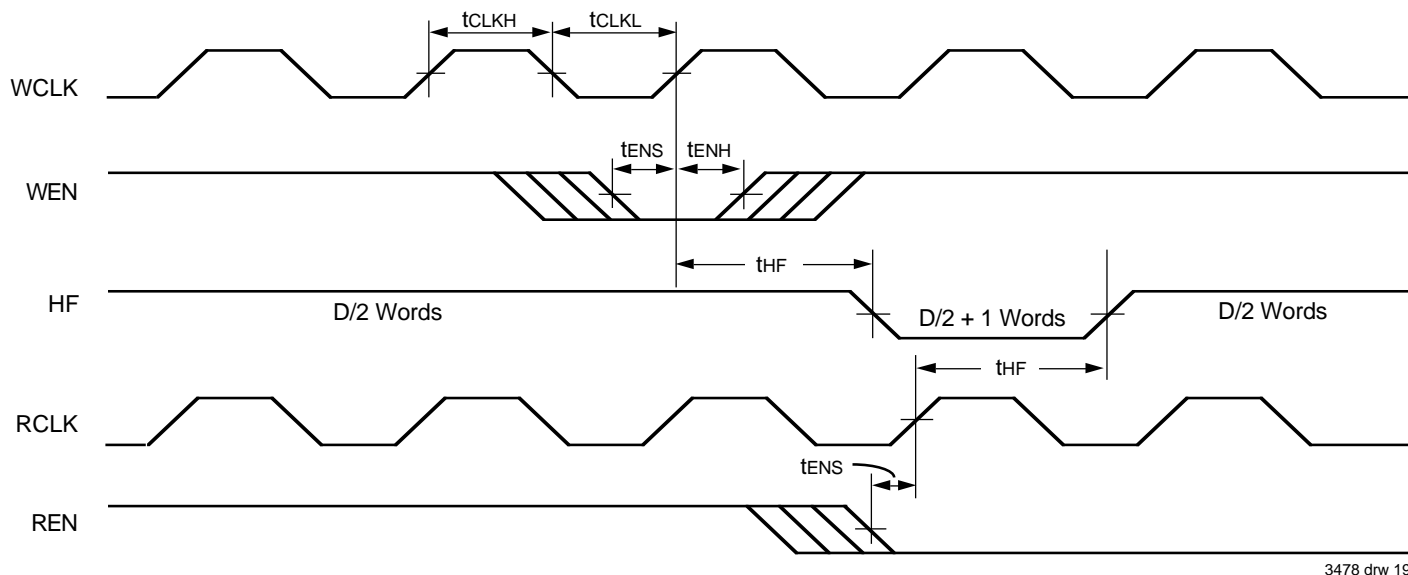 tCLKH
tCLKL
WCLK
tENS
tENH
WEN
tHF
HF
D/2 Words
D/2 + 1 Words
D/2 Words
tHF
RCLK
tENS
REN
3478 drw 19